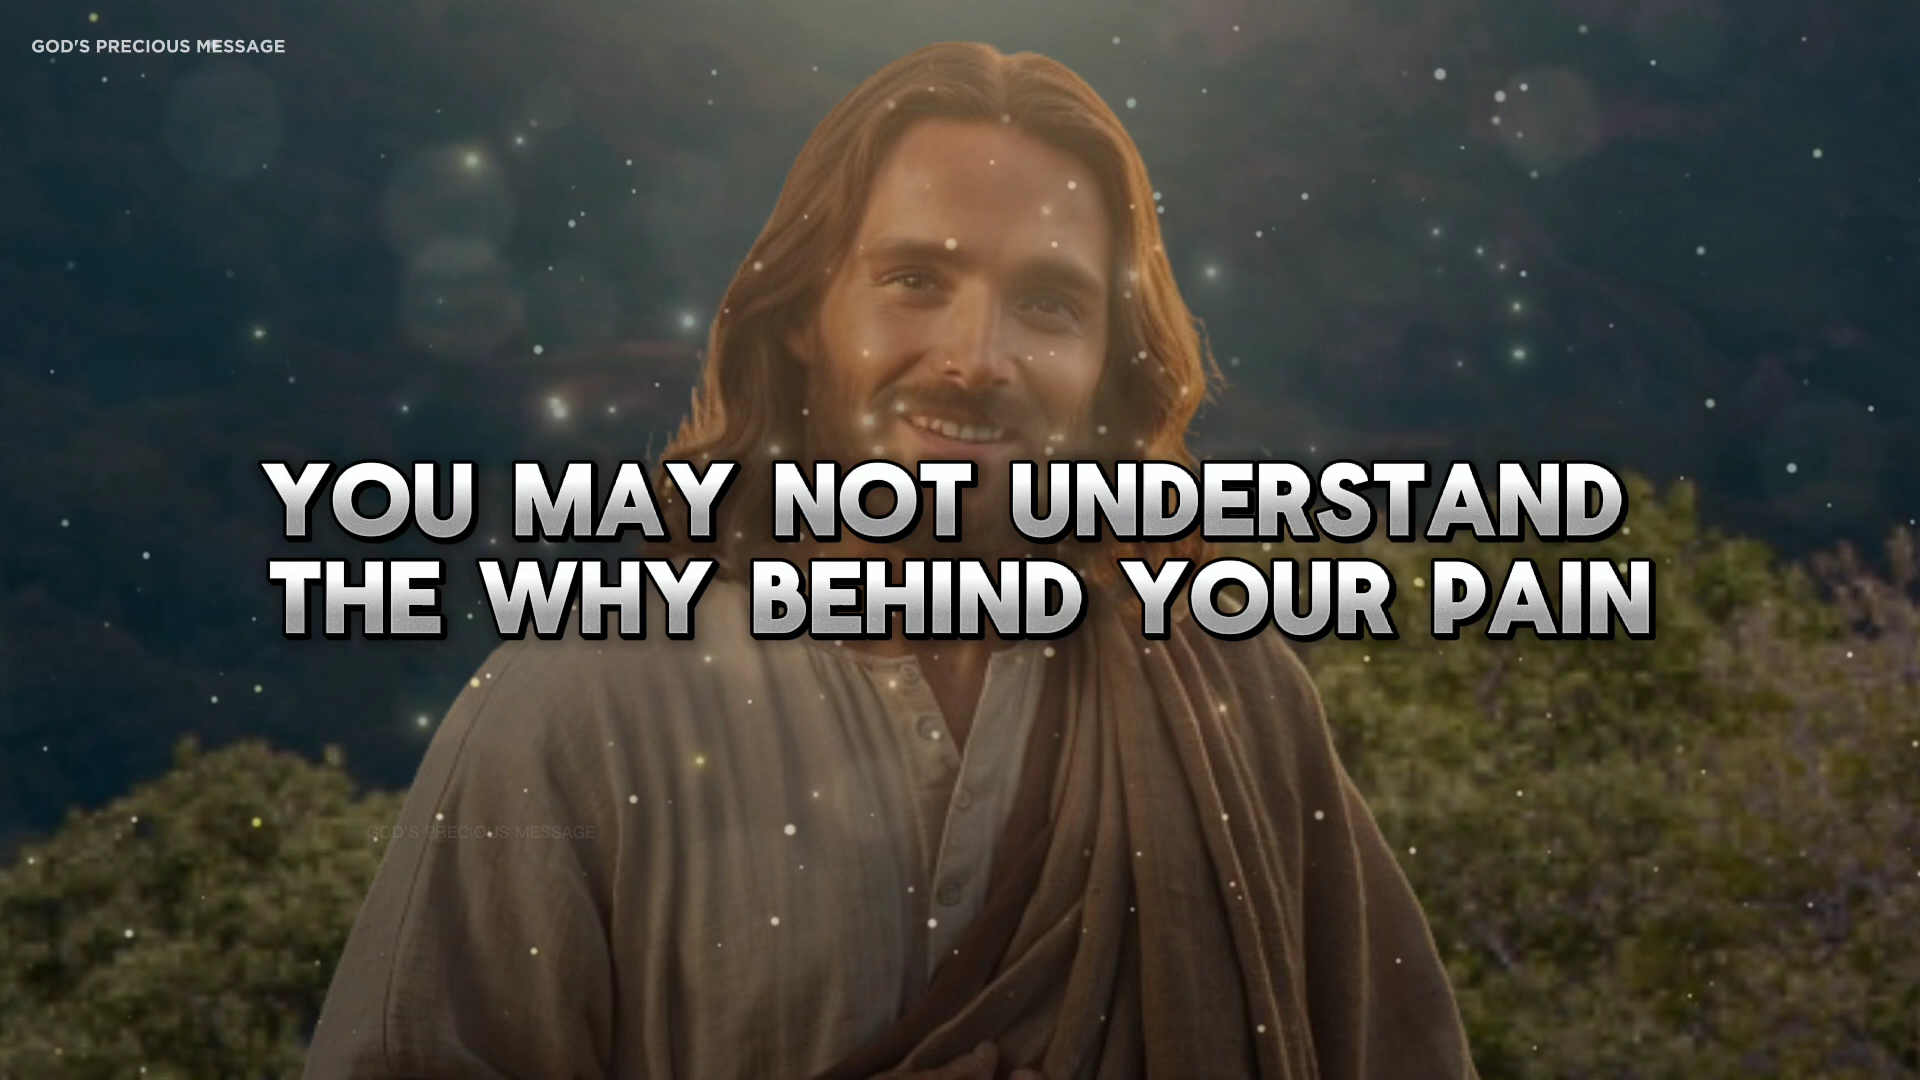 GOD'S PRECIOUS MESSAGE
YOU MAY NOT UNDERSTAND
THE WHY BEHIND YOUR PAIN
GOD'S PRECIOUS MESSAGE